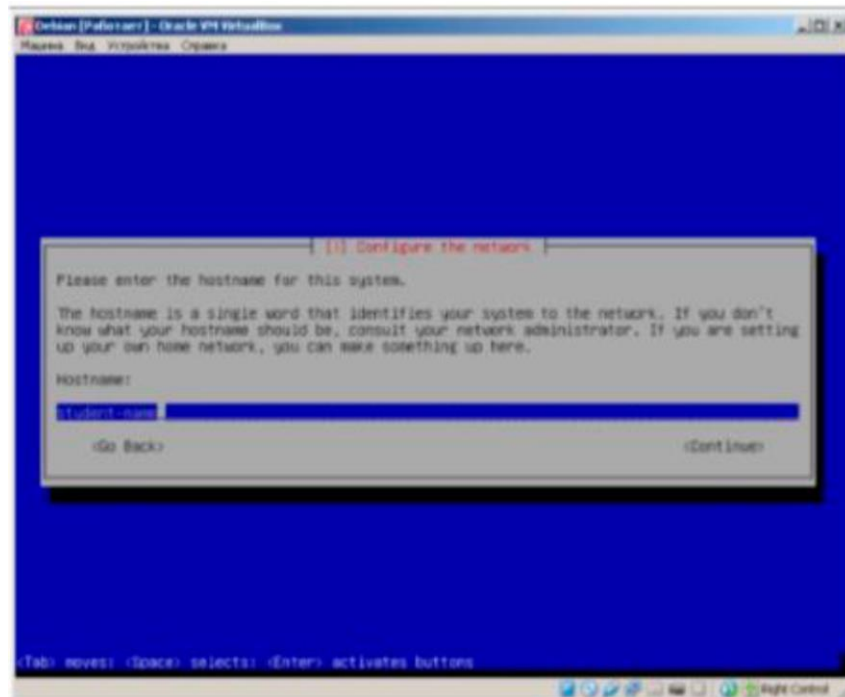 Debian [Работает] - Oracle VM VirtualBox
Машина Вид Устройства Справка
[!] Configure the network
Please enter the hostname for this system.
The hostname is a single word that identifies your system to the network. If you don't
know what your hostname should be, consult your network administrator. If you are setting
up your own home network, you can make something up here.
Hostname:
student-name
<Go Back>
<Continue>
<Tab> moves; <Space> selects; <Enter> activates buttons
Right Control